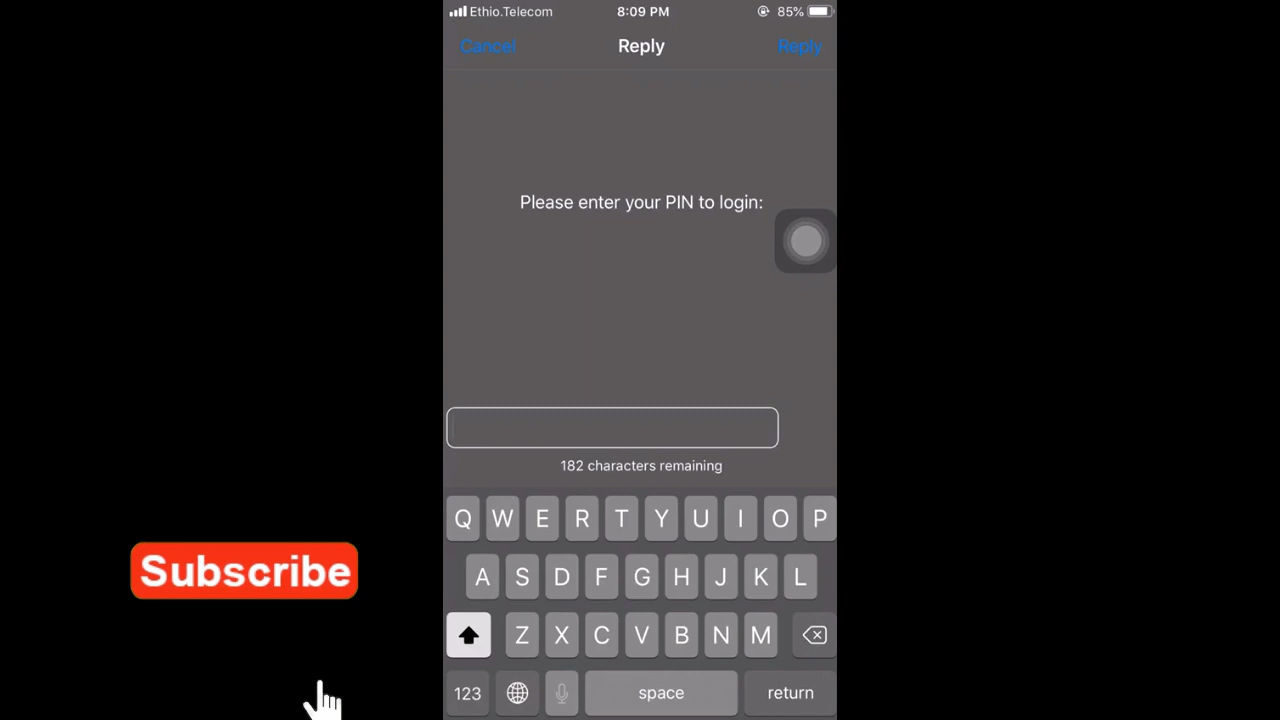 Ethio.Telecom 8:09 PM 85%
Cancel Reply Reply
Please enter your PIN to login:
182 characters remaining
Q W E R T Y U I O P
A S D F G H J K L
Subscribe
Z X C V B N M
123 space return